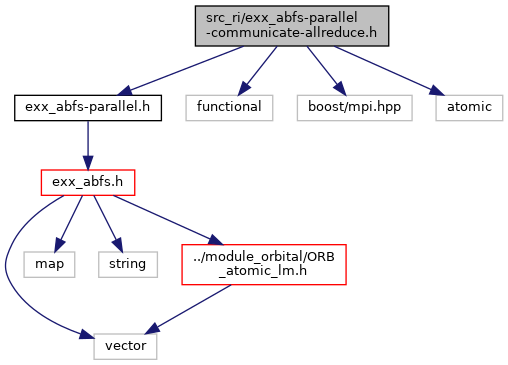 src_ri/exx_abfs-parallel
-communicate-allreduce.h
exx_abfs-parallel.h
functional
boost/mpi.hpp
atomic
exx_abfs.h
map
string
../module_orbital/ORB
_atomic_lm.h
vector